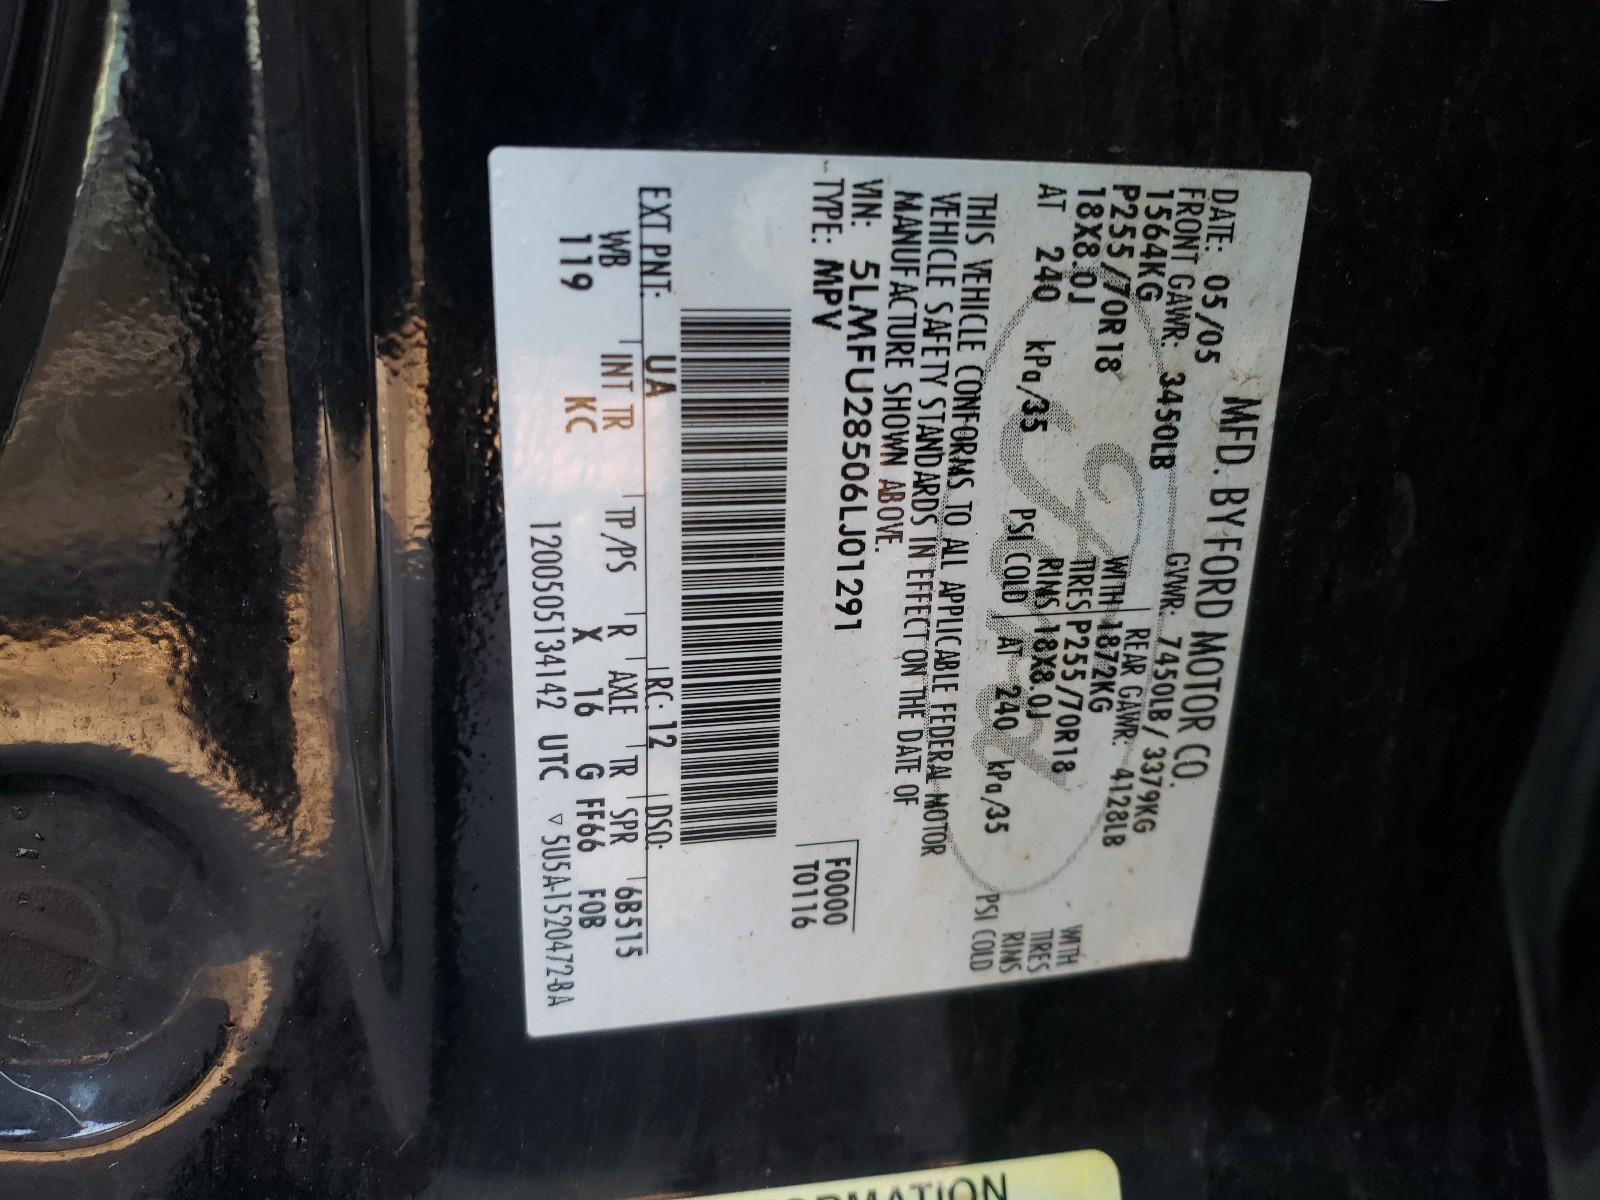 MFD. BY FORD MOTOR CO.
DATE: 05/05 GVWR: 7450LB / 3379KG
FRONT GAWR: 3450LB REAR GAWR: 4128LB
1564KG WITH 1872KG WITH
P255/70R18 TIRES P255/70R18 TIRES
18X8.0J RIMS 18X8.0J RIMS
AT 240 kPa/35 PSI COLD AT 240 kPa/35 PSI COLD
THIS VEHICLE CONFORMS TO ALL APPLICABLE FEDERAL MOTOR
VEHICLE SAFETY STANDARDS IN EFFECT ON THE DATE OF
MANUFACTURE SHOWN ABOVE.
VIN: 5LMFU28506LJ01291 F0000
TYPE: MPV T0116
EXT PNT: UA RC: 12 DSO: 6B515
WB INT TR TP/PS R AXLE TR SPR
119 KC X 16 G FF66 F0B
12005051341​42 UTC ▽ 5U5A-1520472-BA
Ford